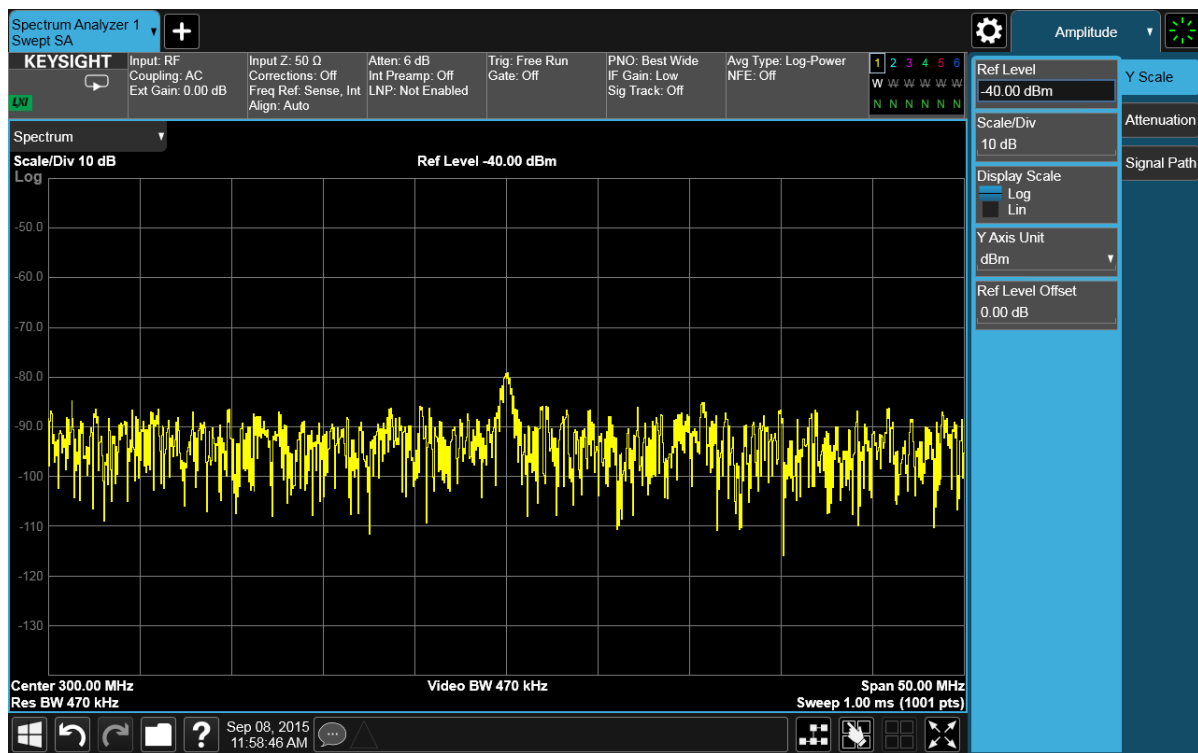 Spectrum Analyzer 1
Swept SA
Amplitude
KEYSIGHT
LXI
Input: RF
Coupling: AC
Ext Gain: 0.00 dB
Input Z: 50 Ω
Corrections: Off
Freq Ref: Sense, Int
Align: Auto
Atten: 6 dB
Int Preamp: Off
LNP: Not Enabled
Trig: Free Run
Gate: Off
PNO: Best Wide
IF Gain: Low
Sig Track: Off
Avg Type: Log-Power
NFE: Off
1 2 3 4 5 6
W W W W W W
N N N N N N
Ref Level
-40.00 dBm
Scale/Div
10 dB
Display Scale
Log
Lin
Y Axis Unit
dBm
Ref Level Offset
0.00 dB
Y Scale
Attenuation
Signal Path
Spectrum
Scale/Div 10 dB
Ref Level -40.00 dBm
Log
-50.0
-60.0
-70.0
-80.0
-90.0
-100
-110
-120
-130
Center 300.00 MHz
Video BW 470 kHz
Span 50.00 MHz
Res BW 470 kHz
Sweep 1.00 ms (1001 pts)
?
Sep 08, 2015
11:58:46 AM